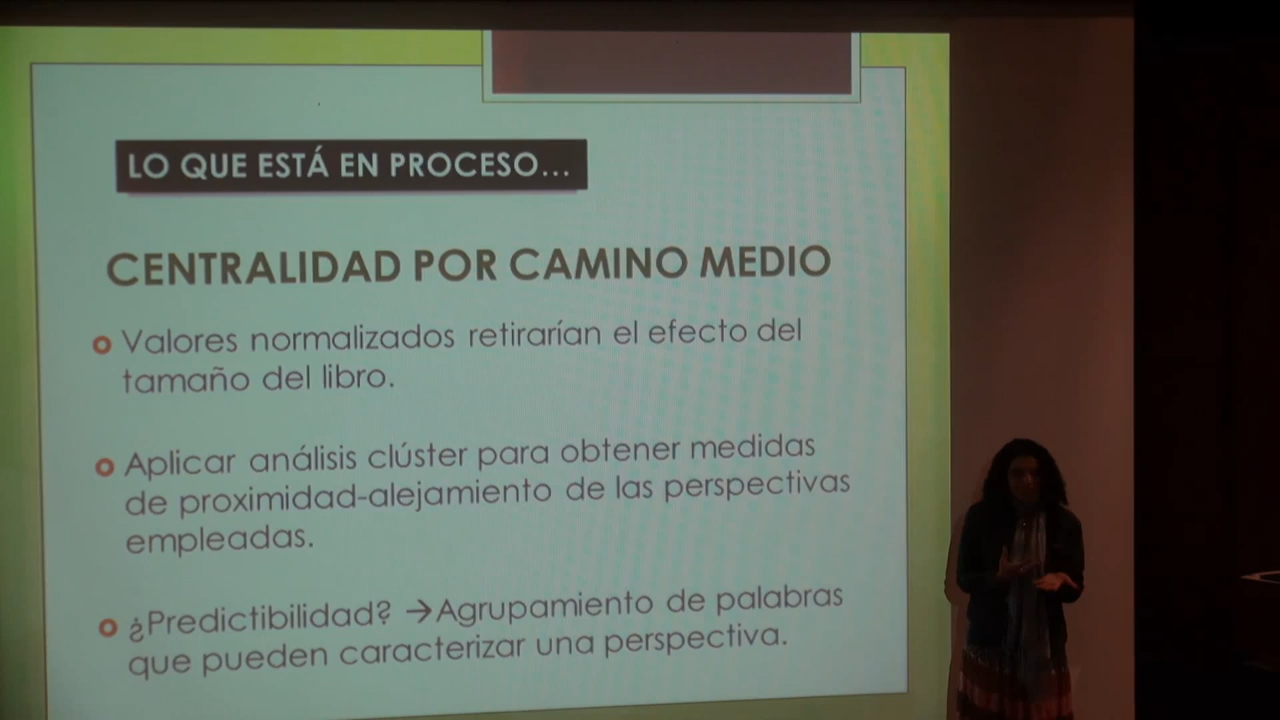 LO QUE ESTÁ EN PROCESO...
CENTRALIDAD POR CAMINO MEDIO
Valores normalizados retirarían el efecto del
tamaño del libro.
Aplicar análisis clúster para obtener medidas
de proximidad-alejamiento de las perspectivas
empleadas.
¿Predictibilidad? →Agrupamiento de palabras
que pueden caracterizar una perspectiva.